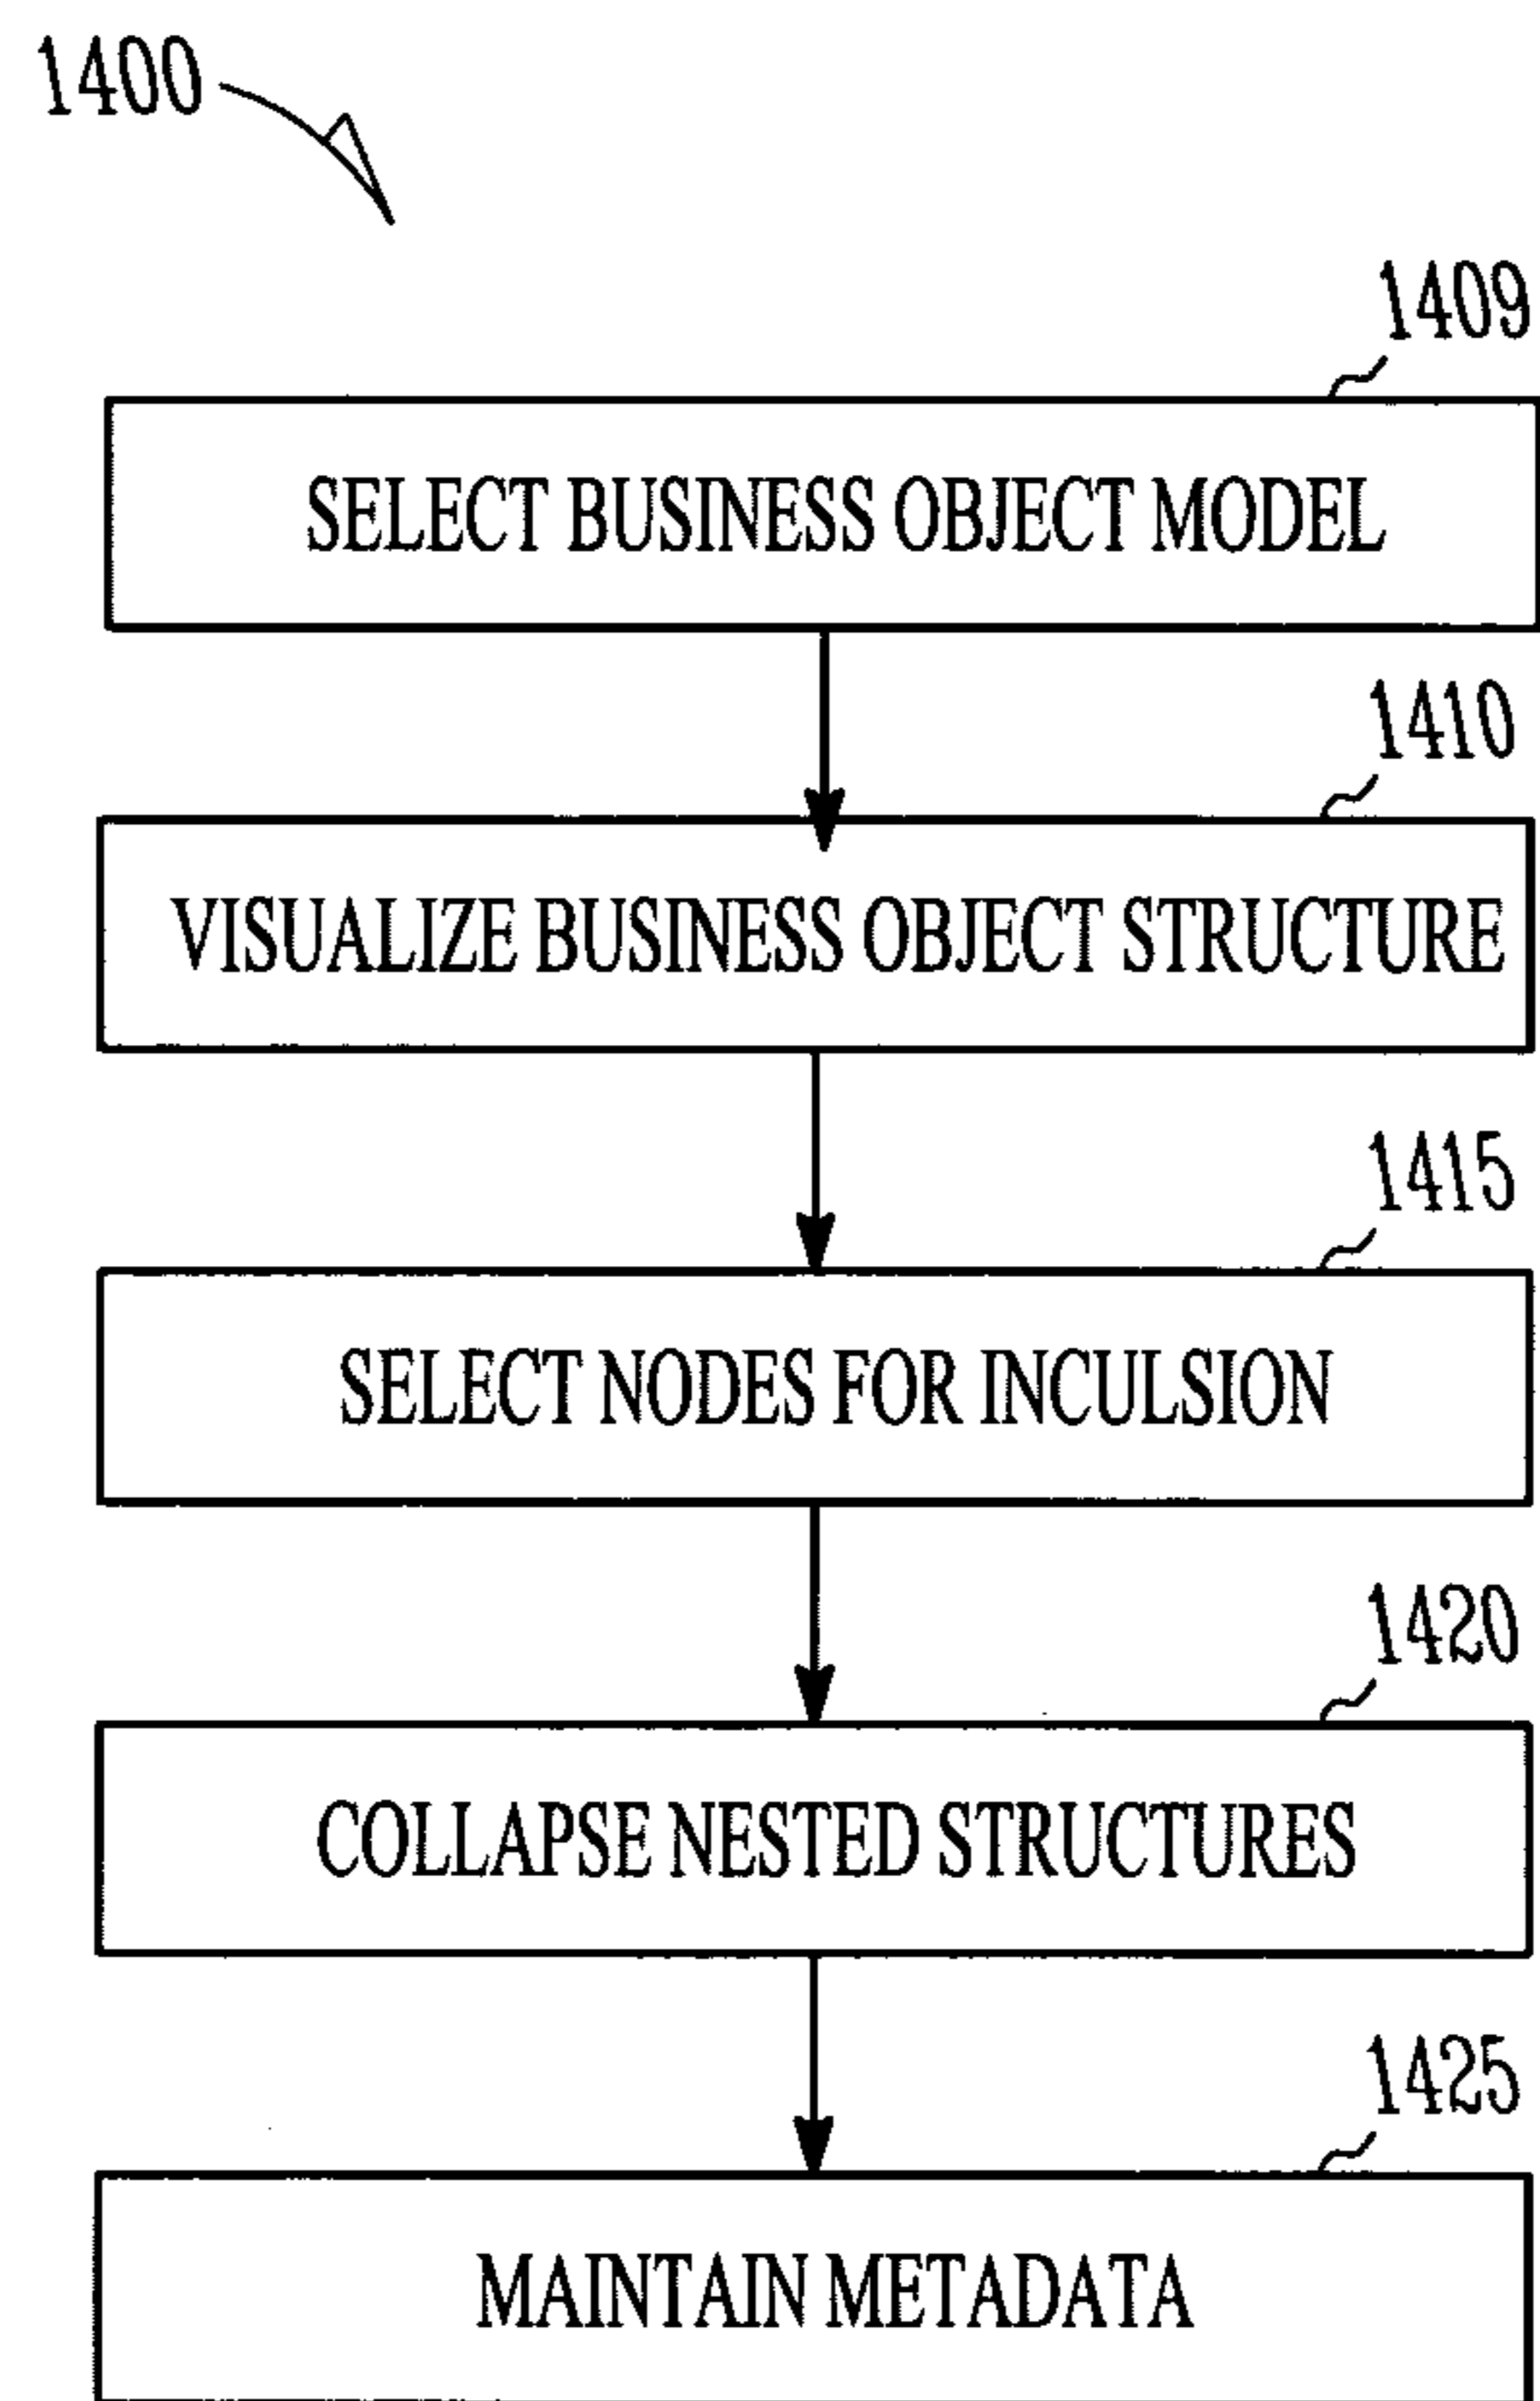 1400
1409
SELECT BUSINESS OBJECT MODEL
1410
VISUALIZE BUSINESS OBJECT STRUCTURE
1415
SELECT NODES FOR INCULSION
1420
COLLAPSE NESTED STRUCTURES
1425
MAINTAIN METADATA